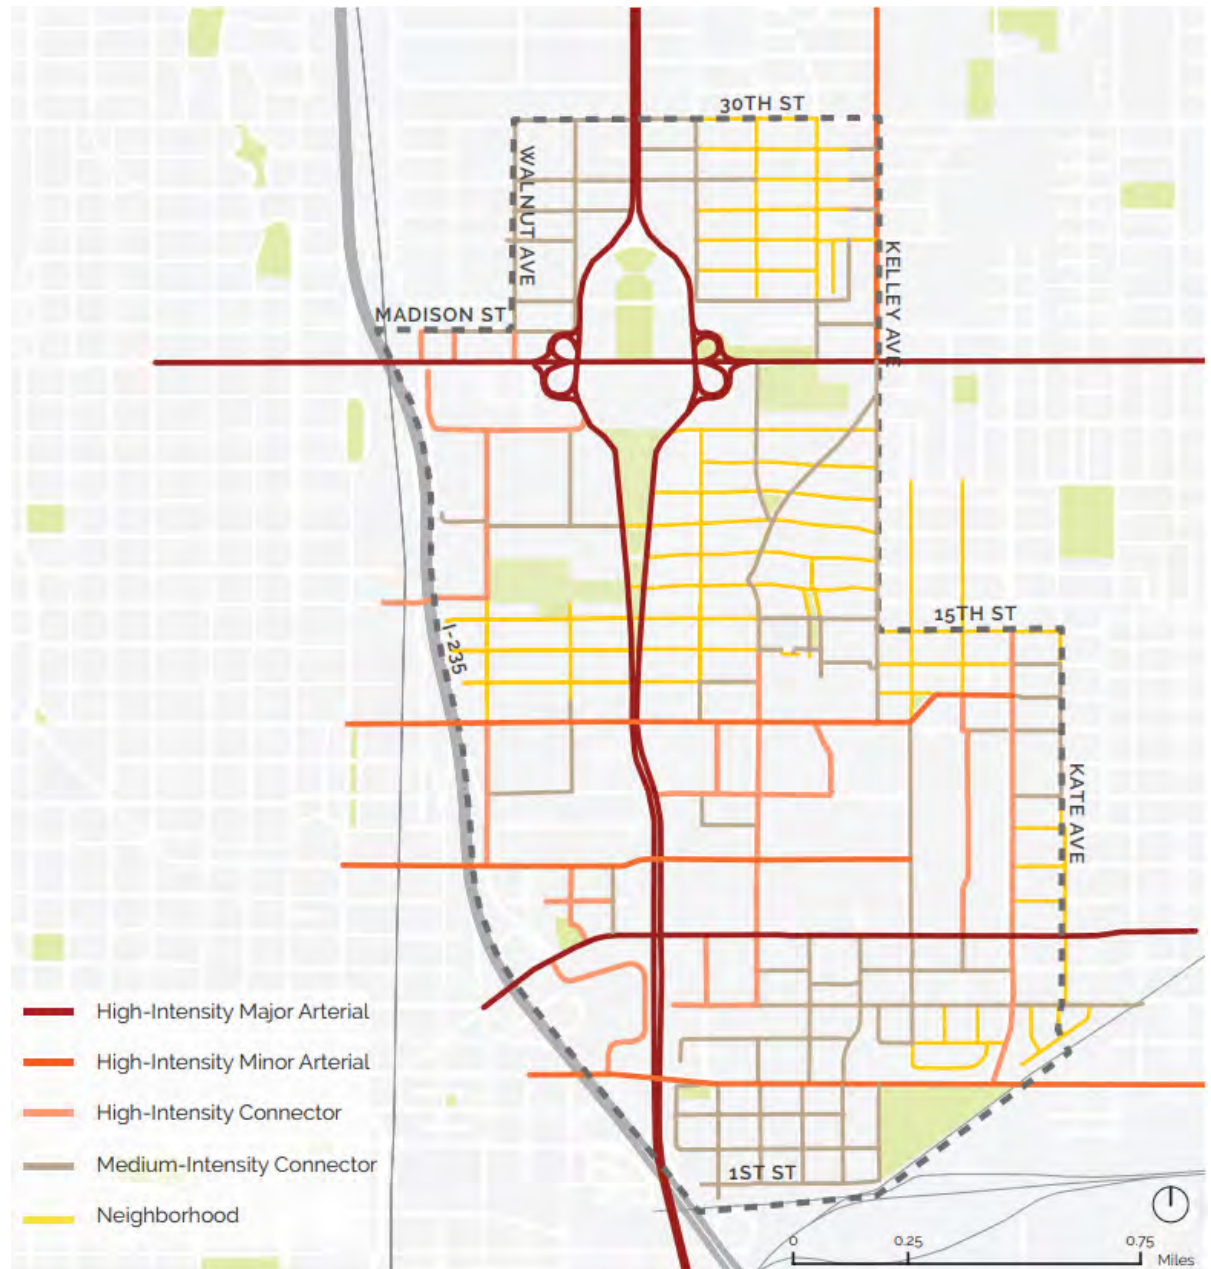 30TH ST
WALNUT AVE
KELLEY AVE
MADISON ST
15TH ST
I-235
KATE AVE
High-Intensity Major Arterial
High-Intensity Minor Arterial
High-Intensity Connector
Medium-Intensity Connector
Neighborhood
1ST ST
0 0.25 0.75
Miles